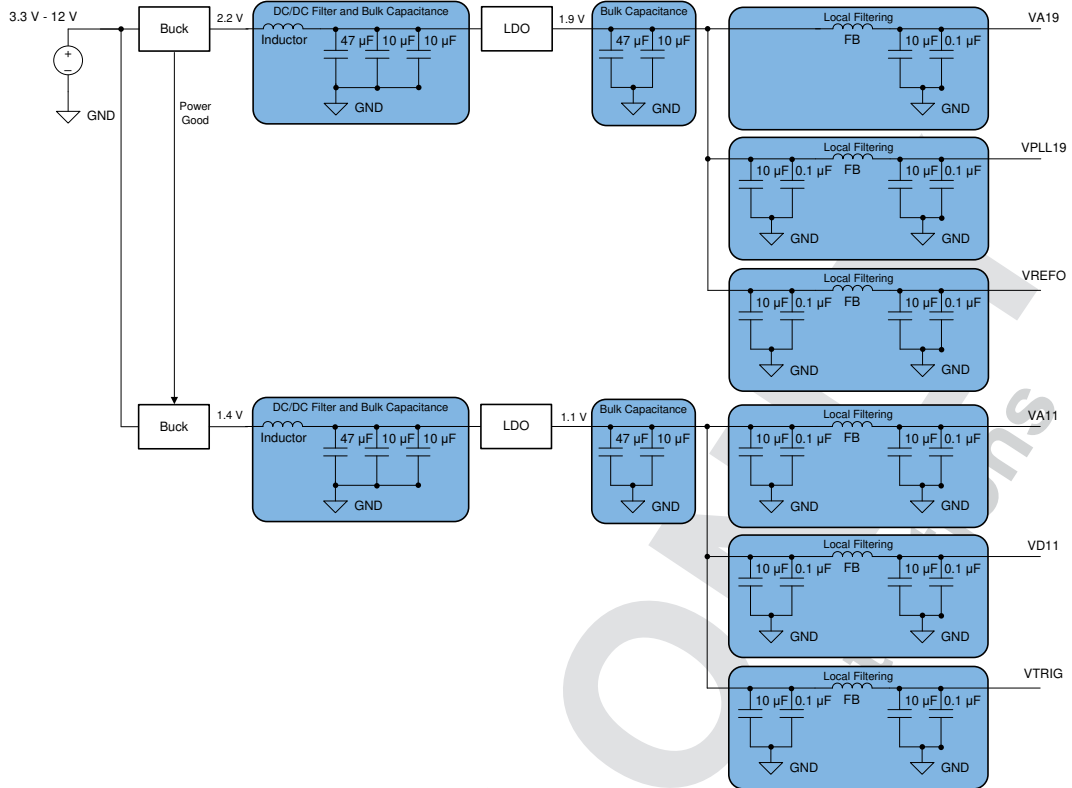 3.3 V - 12 V
Buck
2.2 V
DC/DC Filter and Bulk Capacitance
Inductor
47 µF
10 µF
10 µF
GND
LDO
1.9 V
Bulk Capacitance
47 µF
10 µF
GND
Local Filtering
FB
10 µF
0.1 µF
GND
VA19
+
−
GND
Power
Good
Local Filtering
10 µF
0.1 µF
FB
10 µF
0.1 µF
GND
GND
VPLL19
Local Filtering
10 µF
0.1 µF
FB
10 µF
0.1 µF
GND
GND
VREFO
Buck
1.4 V
DC/DC Filter and Bulk Capacitance
Inductor
47 µF
10 µF
10 µF
GND
LDO
1.1 V
Bulk Capacitance
47 µF
10 µF
GND
Local Filtering
10 µF
0.1 µF
FB
10 µF
0.1 µF
GND
GND
VA11
Local Filtering
10 µF
0.1 µF
FB
10 µF
0.1 µF
GND
GND
VD11
Local Filtering
10 µF
0.1 µF
FB
10 µF
0.1 µF
GND
GND
VTRIG